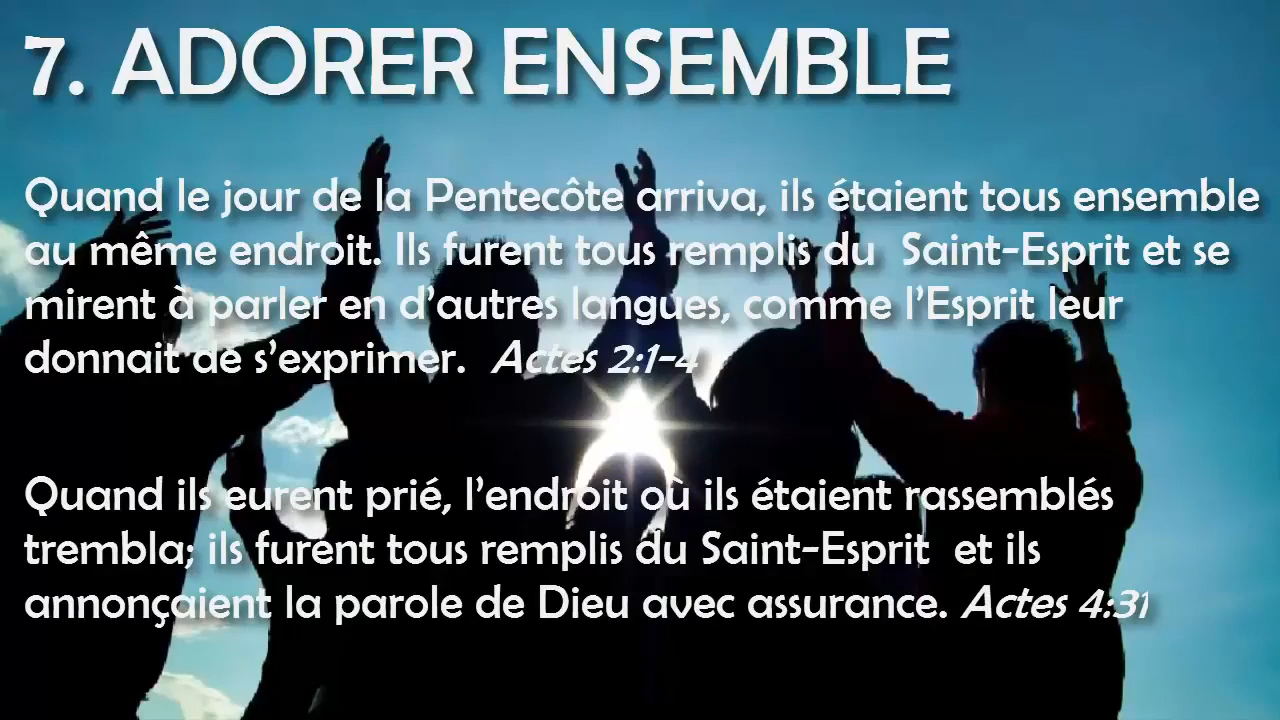 7. ADORER ENSEMBLE
Quand le jour de la Pentecôte arriva, ils étaient tous ensemble
au même endroit. Ils furent tous remplis du Saint-Esprit et se
mirent à parler en d'autres langues, comme l'Esprit leur
donnait de s'exprimer. Actes 2:1-4
Quand ils eurent prié, l'endroit où ils étaient rassemblés
trembla; ils furent tous remplis du Saint-Esprit et ils
annonçaient la parole de Dieu avec assurance. Actes 4:31